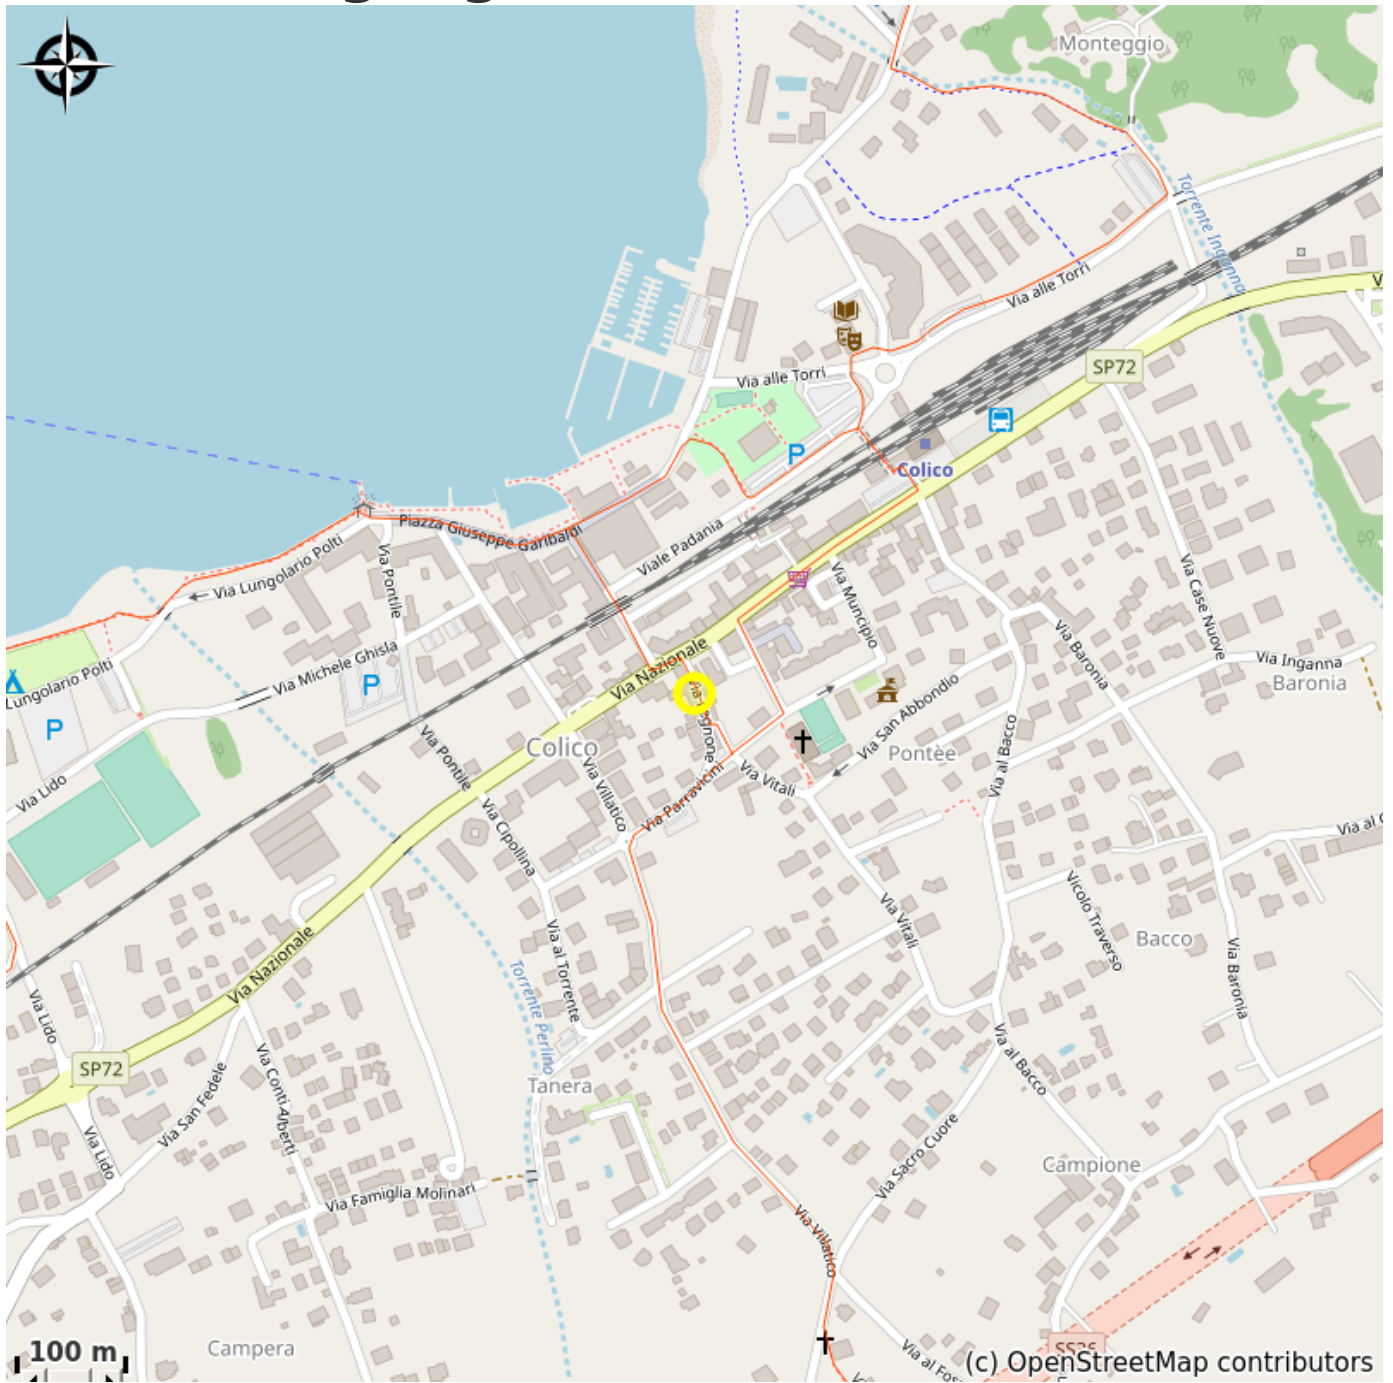 Monteggio
Torrente Inganna
Via alle Torri
SP72
Via alle Torri
Colico
Piazza Giuseppe Garibaldi
Viale Padania
Via Lungolario Polti
Via Pontile
Via Municipio
Via Case Nuove
Via Baronia
Via Inganna
Baronia
Via Michele Ghisla
Lungolario Polti
Via Nazionale
Via San Abbondio
Pontèe
Via al Bacco
Colico
Via Pontile
Via Villatico
Via Vitali
Via Parravicini
Via Lido
Via Cipollina
Via Vitali
Vicolo Traverso
Bacco
Via Baronia
Via Nazionale
Via al Torrente
Torrente Perlino
Via Lido
SP72
Tanera
Via al Bacco
Via San Fedele
Via Conti Alberti
Via Lido
Via Sacro Cuore
Campione
Via Famiglia Molinari
Via Villatico
Campera
100 m
SS36
(c) OpenStreetMap contributors